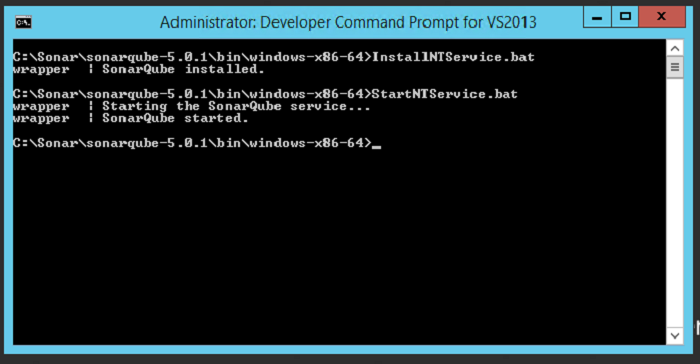 Administrator: Developer Command Prompt for VS2013
C:\Sonar\sonarqube-5.0.1\bin\windows-x86-64>InstallNTService.bat
wrapper  | SonarQube installed.
C:\Sonar\sonarqube-5.0.1\bin\windows-x86-64>StartNTService.bat
wrapper  | Starting the SonarQube service...
wrapper  | SonarQube started.
C:\Sonar\sonarqube-5.0.1\bin\windows-x86-64>_